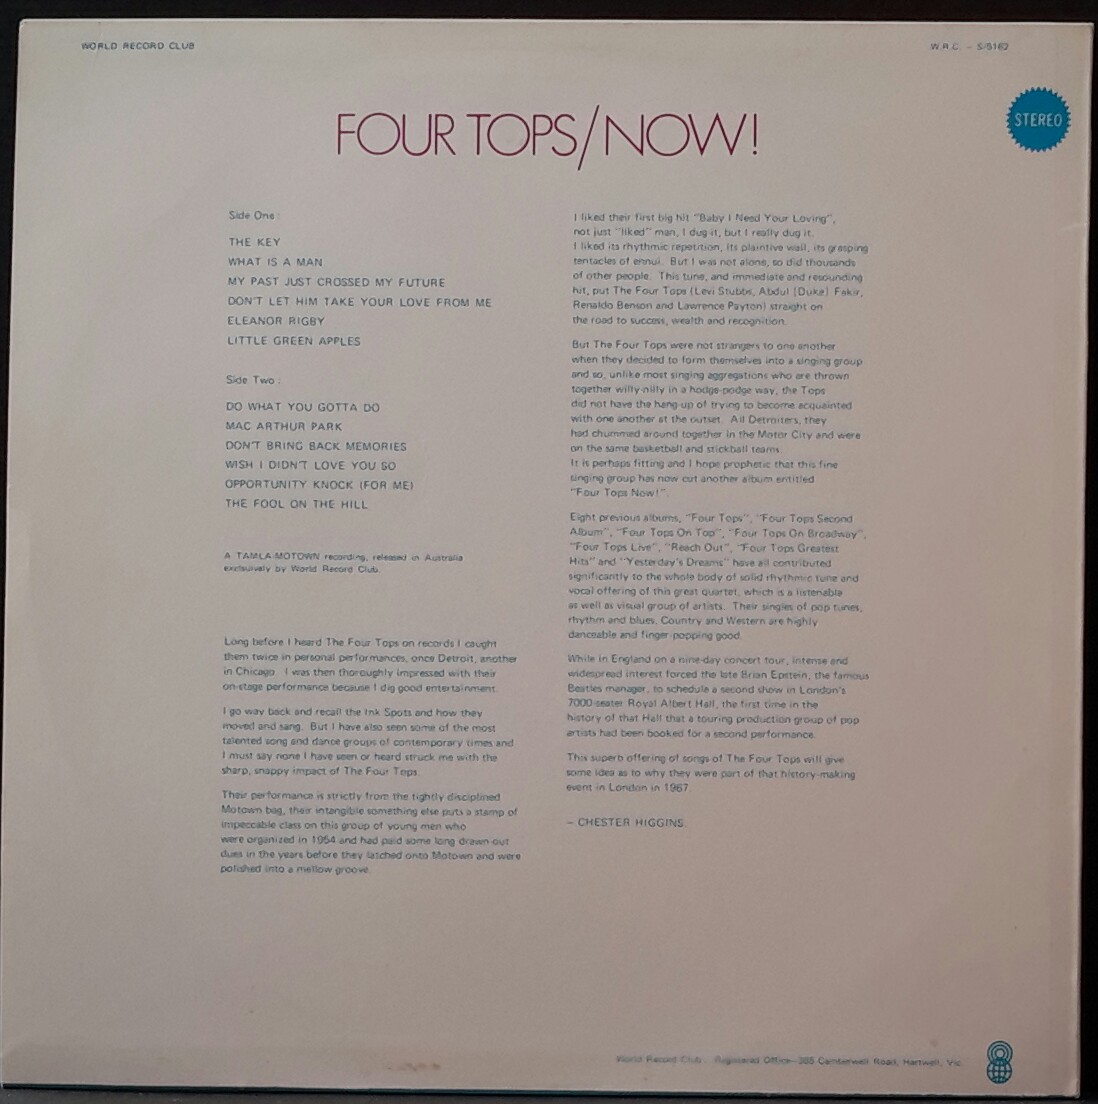 WORLD RECORD CLUB
W.R.C. – S/5162
STEREO
FOUR TOPS/NOW!
Side One :
THE KEY
WHAT IS A MAN
MY PAST JUST CROSSED MY FUTURE
DON'T LET HIM TAKE YOUR LOVE FROM ME
ELEANOR RIGBY
LITTLE GREEN APPLES
Side Two :
DO WHAT YOU GOTTA DO
MAC ARTHUR PARK
DON'T BRING BACK MEMORIES
WISH I DIDN'T LOVE YOU SO
OPPORTUNITY KNOCK (FOR ME)
THE FOOL ON THE HILL
A TAMLA-MOTOWN recording, released in Australia
exclusively by World Record Club.
Long before I heard The Four Tops on records I caught
them twice in personal performances, once Detroit, another
in Chicago. I was then thoroughly impressed with their
on-stage performance because I dig good entertainment.
I go way back and recall the Ink Spots and how they
moved and sang. But I have also seen some of the most
talented song and dance groups of contemporary times and
I must say none I have seen or heard struck me with the
sharp, snappy impact of The Four Tops.
Their performance is strictly from the tightly disciplined
Motown bag, their intangible something else puts a stamp of
impeccable class on this group of young men who
were organized in 1954 and had paid some long drawn-out
dues in the years before they latched onto Motown and were
polished into a mellow groove.
I liked their first big hit "Baby I Need Your Loving",
not just "liked" man, I dug it, but I really dug it.
I liked its rhythmic repetition, its plaintive wail, its grasping
tentacles of ennui. But I was not alone, so did thousands
of other people. This tune, and immediate and resounding
hit, put The Four Tops (Levi Stubbs, Abdul (Duke) Fakir,
Renaldo Benson and Lawrence Payton) straight on
the road to success, wealth and recognition.
But The Four Tops were not strangers to one another
when they decided to form themselves into a singing group
and so, unlike most singing aggregations who are thrown
together willy-nilly in a hodge-podge way, the Tops
did not have the hang-up of trying to become acquainted
with one another at the outset. All Detroiters, they
had chummed around together in the Motor City and were
on the same basketball and stickball teams.
It is perhaps fitting and I hope prophetic that this fine
singing group has now cut another album entitled
"Four Tops Now!".
Eight previous albums, "Four Tops", "Four Tops Second
Album", "Four Tops On Top", "Four Tops On Broadway",
"Four Tops Live", "Reach Out", "Four Tops Greatest
Hits" and "Yesterday's Dreams" have all contributed
significantly to the whole body of solid rhythmic tune and
vocal offering of this great quartet, which is a listenable
as well as visual group of artists. Their singles of pop tunes,
rhythm and blues, Country and Western are highly
danceable and finger-popping good.
While in England on a nine-day concert tour, intense and
widespread interest forced the late Brian Epstein, the famous
Beatles manager, to schedule a second show in London's
7000-seater Royal Albert Hall, the first time in the
history of that Hall that a touring production group of pop
artists had been booked for a second performance.
This superb offering of songs of The Four Tops will give
some idea as to why they were part of that history-making
event in London in 1967.
– CHESTER HIGGINS
World Record Club. Registered Office—305 Camberwell Road, Hartwell, Vic.